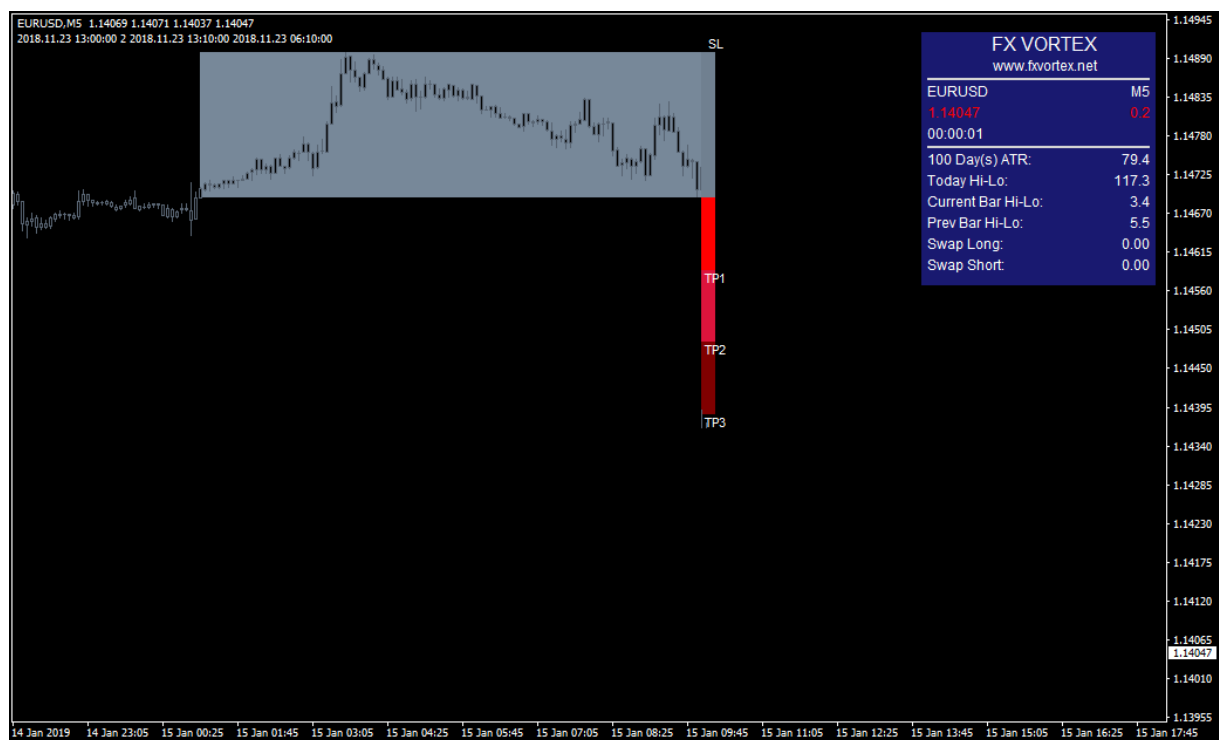 EURUSD,M5 1.14069 1.14071 1.14037 1.14047
2018.11.23 13:00:00 2 2018.11.23 13:10:00 2018.11.23 06:10:00
SL
TP1
TP2
TP3
FX VORTEX
www.fxvortex.net
EURUSD M5
1.14047 0.2
00:00:01
100 Day(s) ATR: 79.4
Today Hi-Lo: 117.3
Current Bar Hi-Lo: 3.4
Prev Bar Hi-Lo: 5.5
Swap Long: 0.00
Swap Short: 0.00
1.14945
1.14890
1.14835
1.14780
1.14725
1.14670
1.14615
1.14560
1.14505
1.14450
1.14395
1.14340
1.14285
1.14230
1.14175
1.14120
1.14065
1.14047
1.14010
1.13955
14 Jan 2019 14 Jan 23:05 15 Jan 00:25 15 Jan 01:45 15 Jan 03:05 15 Jan 04:25 15 Jan 05:45 15 Jan 07:05 15 Jan 08:25 15 Jan 09:45 15 Jan 11:05 15 Jan 12:25 15 Jan 13:45 15 Jan 15:05 15 Jan 16:25 15 Jan 17:45